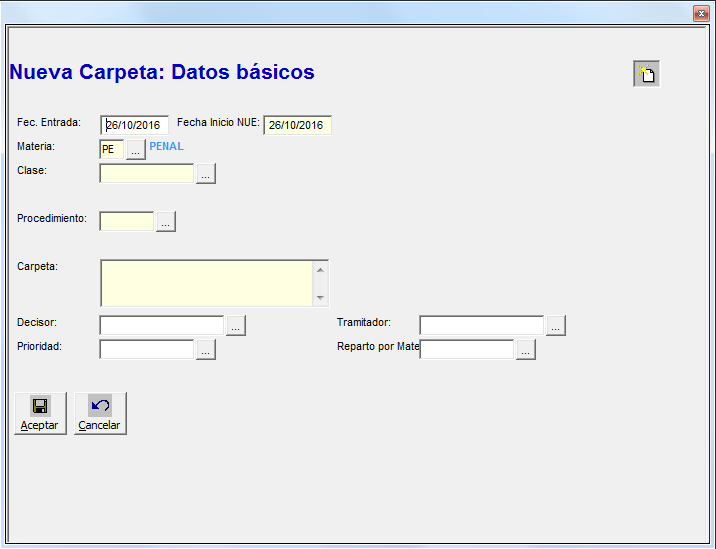 Nueva Carpeta: Datos básicos
Fec. Entrada: 26/10/2016 Fecha Inicio NUE: 26/10/2016
Materia: PE ... PENAL
Clase: ...
Procedimiento: ...
Carpeta:
Decisor: ... Tramitador: ...
Prioridad: ... Reparto por Mate ...
Aceptar Cancelar